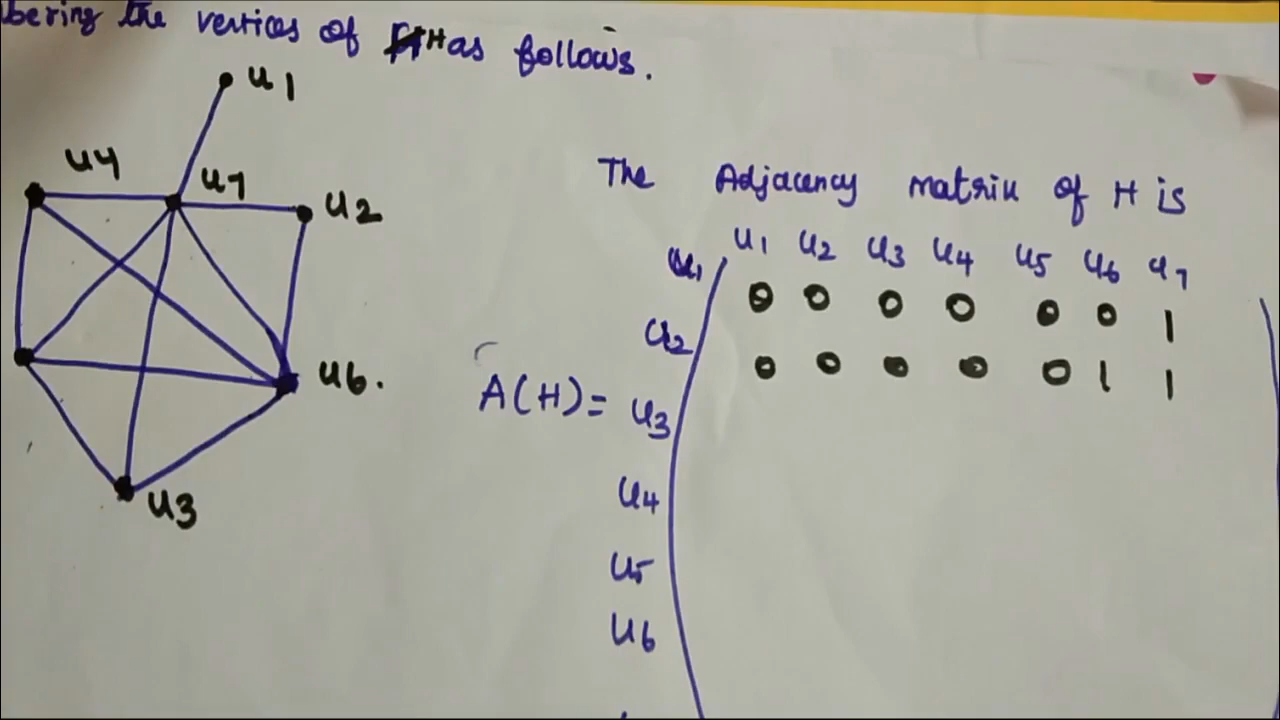 bering the vertices of H as follows.
u1
u4 u7 u2
u6.
u3
The Adjacency matrix of H is
u1 u2 u3 u4 u5 u6 u7
u1 0 0 0 0 0 0 1
u2 0 0 0 0 0 1 1
A(H)= u3
u4
u5
u6